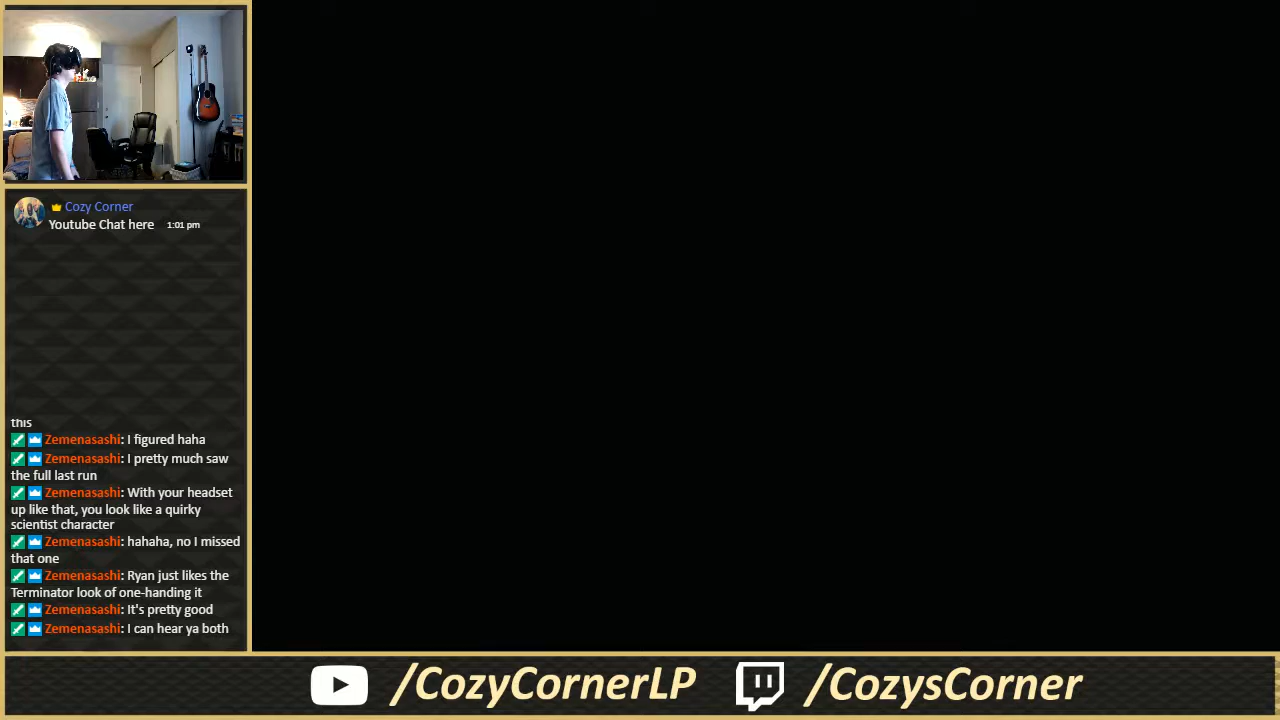 Cozy Corner
Youtube Chat here 1:01 pm
this
Zemenasashi: I figured haha
Zemenasashi: I pretty much saw
the full last run
Zemenasashi: With your headset
up like that, you look like a quirky
scientist character
Zemenasashi: hahaha, no I missed
that one
Zemenasashi: Ryan just likes the
Terminator look of one-handing it
Zemenasashi: It's pretty good
Zemenasashi: I can hear ya both
/CozyCornerLP /CozysCorner